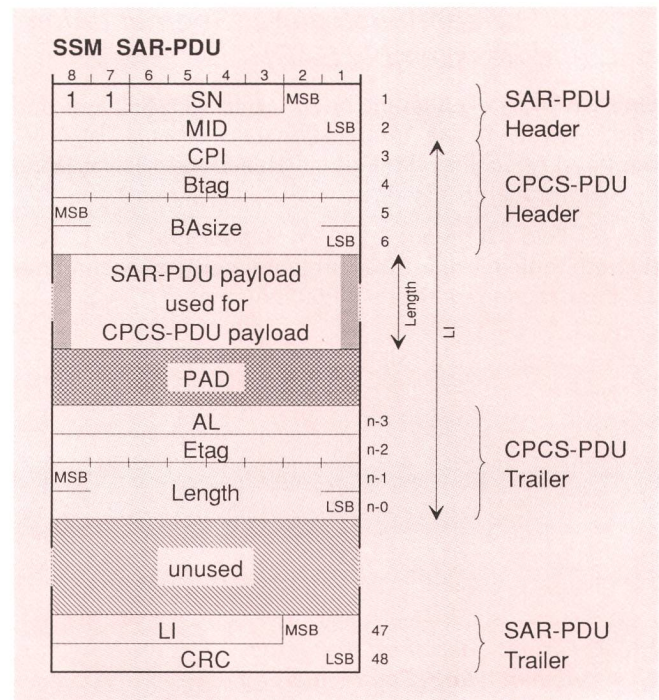 SSM SAR-PDU
8 7 6 5 4 3 2 1
1 1 SN MSB 1
MID LSB 2
SAR-PDU
Header
CPI 3
Btag 4
MSB 5
BAsize
LSB 6
CPCS-PDU
Header
SAR-PDU payload
used for
CPCS-PDU payload
Length
LI
PAD
AL n-3
Etag n-2
MSB n-1
Length
LSB n-0
CPCS-PDU
Trailer
unused
LI MSB 47
CRC LSB 48
SAR-PDU
Trailer